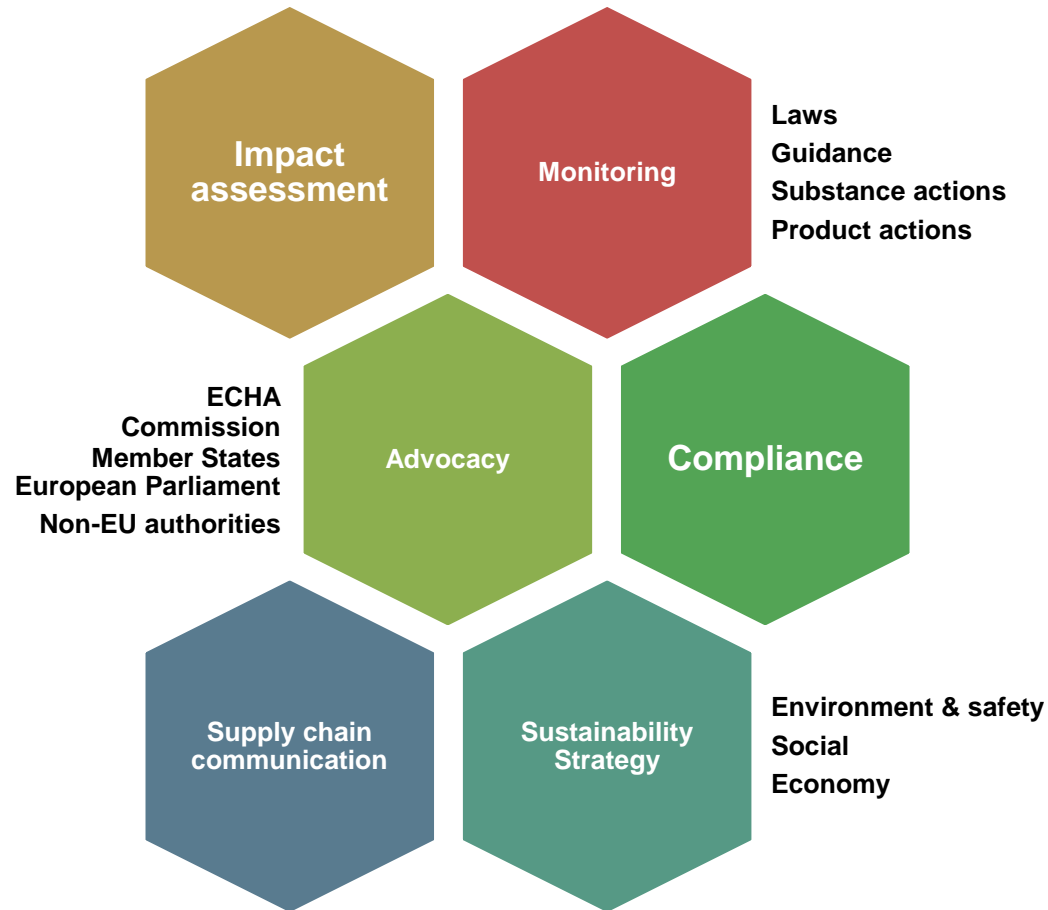 Impact
assessment
Monitoring
Laws
Guidance
Substance actions
Product actions
ECHA
Commission
Member States
European Parliament
Non-EU authorities
Advocacy
Compliance
Supply chain
communication
Sustainability
Strategy
Environment & safety
Social
Economy